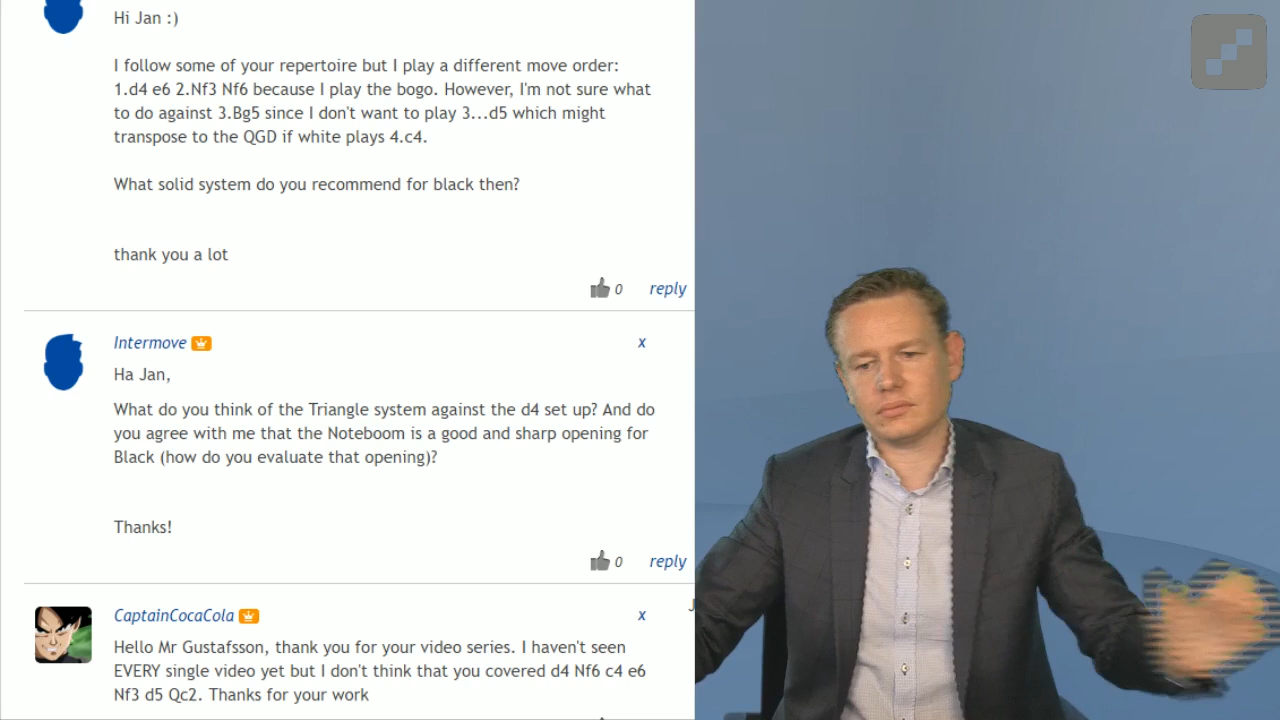 Hi Jan :)
I follow some of your repertoire but I play a different move order:
1.d4 e6 2.Nf3 Nf6 because I play the bogo. However, I'm not sure what
to do against 3.Bg5 since I don't want to play 3...d5 which might
transpose to the QGD if white plays 4.c4.
What solid system do you recommend for black then?
thank you a lot
0 reply
Intermove x
Ha Jan,
What do you think of the Triangle system against the d4 set up? And do
you agree with me that the Noteboom is a good and sharp opening for
Black (how do you evaluate that opening)?
Thanks!
0 reply
CaptainCocaCola x
Hello Mr Gustafsson, thank you for your video series. I haven't seen
EVERY single video yet but I don't think that you covered d4 Nf6 c4 e6
Nf3 d5 Qc2. Thanks for your work